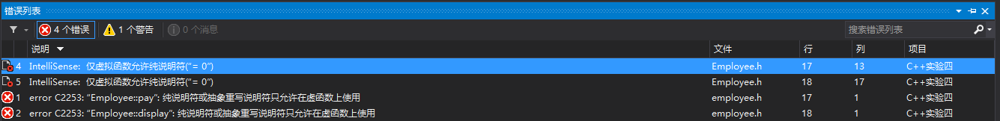 错误列表
4 个错误 1 个警告 0 个消息 搜索错误列表
说明 文件 行 列 项目
4 IntelliSense: 仅虚拟函数允许纯说明符("= 0") Employee.h 17 13 C++实验四
5 IntelliSense: 仅虚拟函数允许纯说明符("= 0") Employee.h 18 17 C++实验四
1 error C2253: “Employee::pay”: 纯说明符或抽象重写说明符只允许在虚函数上使用 employee.h 17 1 C++实验四
2 error C2253: “Employee::display”: 纯说明符或抽象重写说明符只允许在虚函数上使用 employee.h 18 1 C++实验四